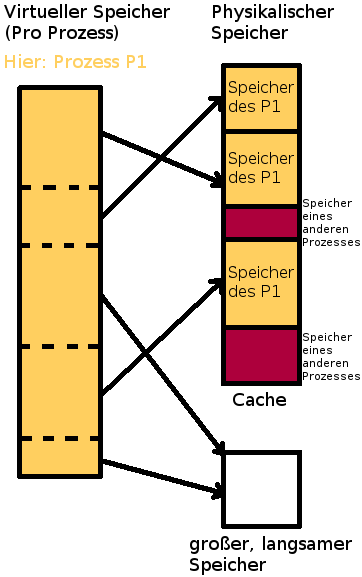 Virtueller Speicher
(Pro Prozess)
Hier: Prozess P1
Physikalischer
Speicher
Speicher
des P1
Speicher
des P1
Speicher
eines
anderen
Prozesses
Speicher
des P1
Speicher
eines
anderen
Prozesses
Cache
großer, langsamer
Speicher